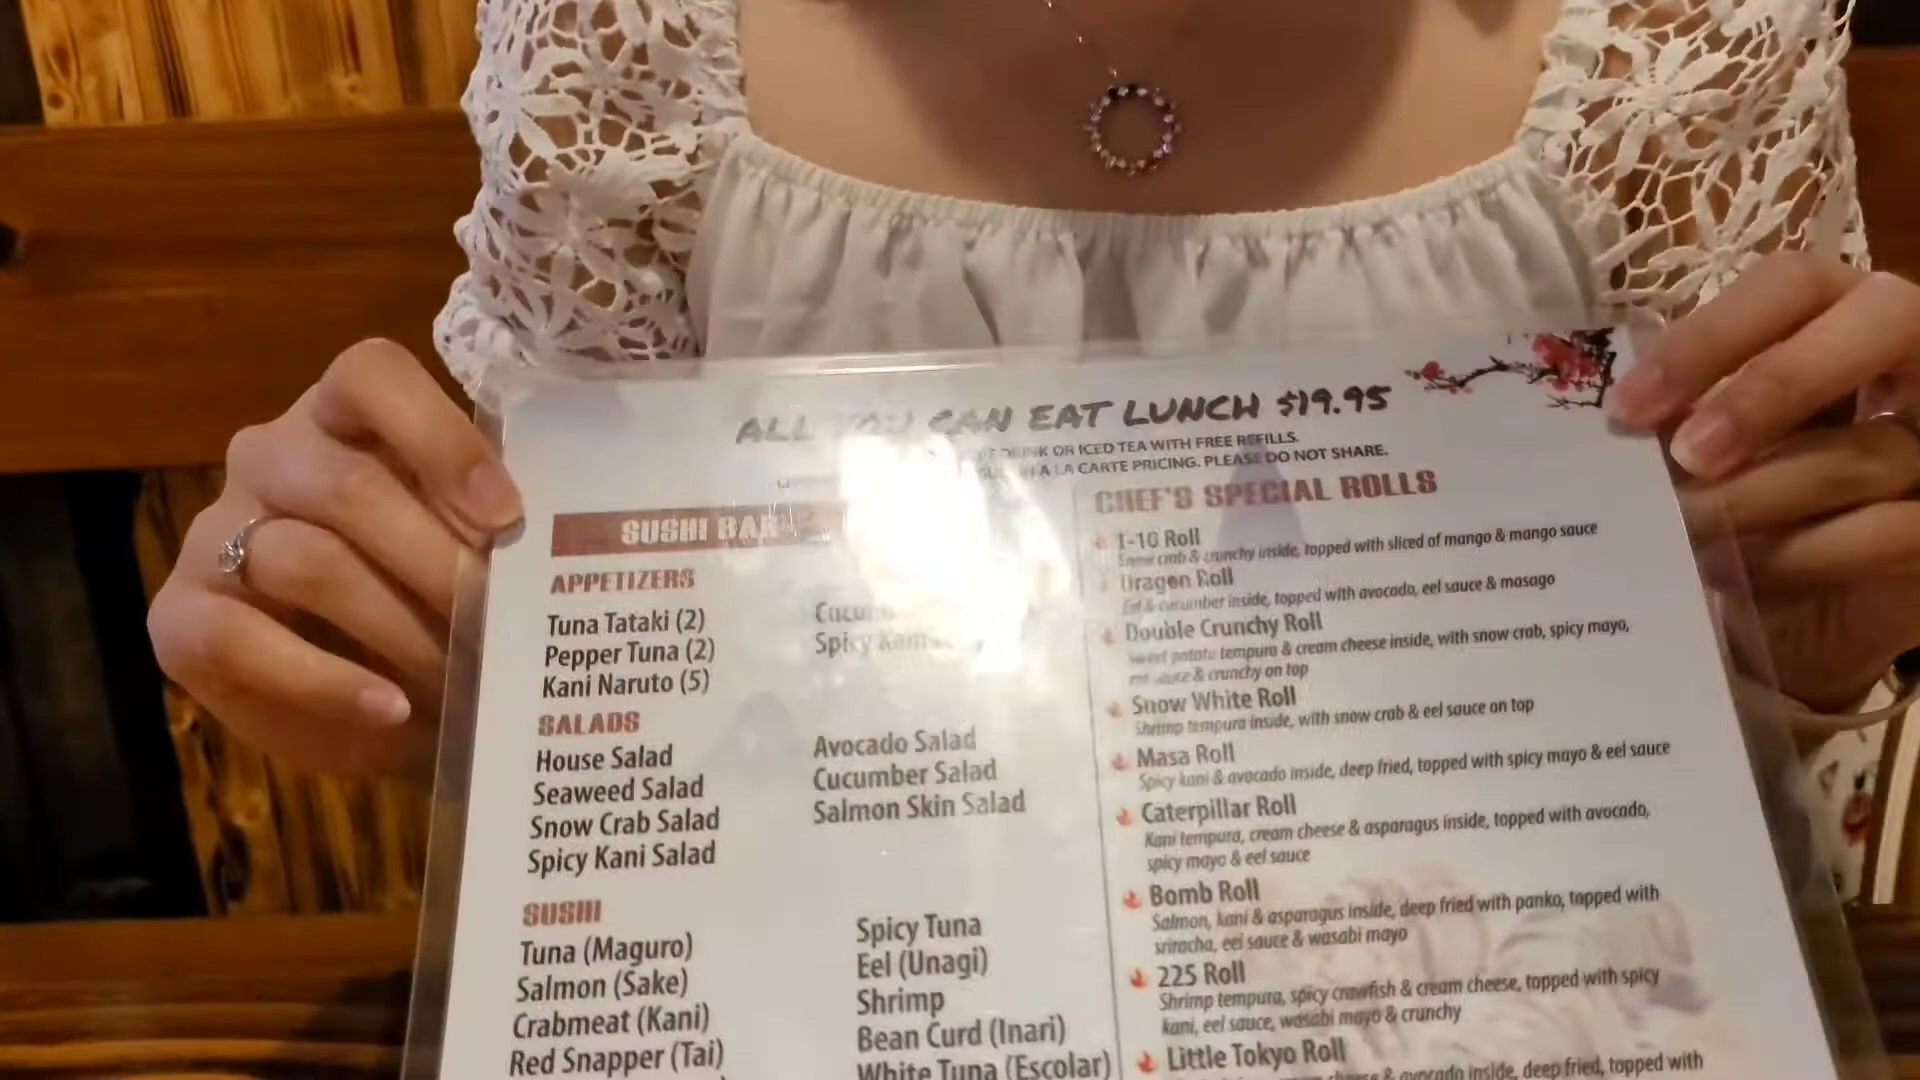 ALL YOU CAN EAT LUNCH $19.95
DRINK OR ICED TEA WITH FREE REFILLS.
A LA CARTE PRICING. PLEASE DO NOT SHARE.
SUSHI BAR
APPETIZERS
Tuna Tataki (2)
Pepper Tuna (2)
Kani Naruto (5)
Spicy
SALADS
House Salad
Seaweed Salad
Snow Crab Salad
Spicy Kani Salad
Avocado Salad
Cucumber Salad
Salmon Skin Salad
SUSHI
Tuna (Maguro)
Salmon (Sake)
Crabmeat (Kani)
Red Snapper (Tai)
Spicy Tuna
Eel (Unagi)
Shrimp
Bean Curd (Inari)
White Tuna (Escolar)
CHEF'S SPECIAL ROLLS
I-10 Roll
Snow crab & crunchy inside, topped with sliced of mango & mango sauce
Dragon Roll
Eel & cucumber inside, topped with avocado, eel sauce & masago
Double Crunchy Roll
Sweet potato tempura & cream cheese inside, with snow crab, spicy mayo,
sauce & crunchy on top
Snow White Roll
Shrimp tempura inside, with snow crab & eel sauce on top
Masa Roll
Spicy kani & avocado inside, deep fried, topped with spicy mayo & eel sauce
Caterpillar Roll
Kani tempura, cream cheese & asparagus inside, topped with avocado,
spicy mayo & eel sauce
Bomb Roll
Salmon, kani & asparagus inside, deep fried with panko, topped with
sriracha, eel sauce & wasabi mayo
225 Roll
Shrimp tempura, spicy crawfish & cream cheese, topped with spicy
kani, eel sauce, wasabi mayo & crunchy
Little Tokyo Roll
cheese & avocado inside, deep fried, topped with